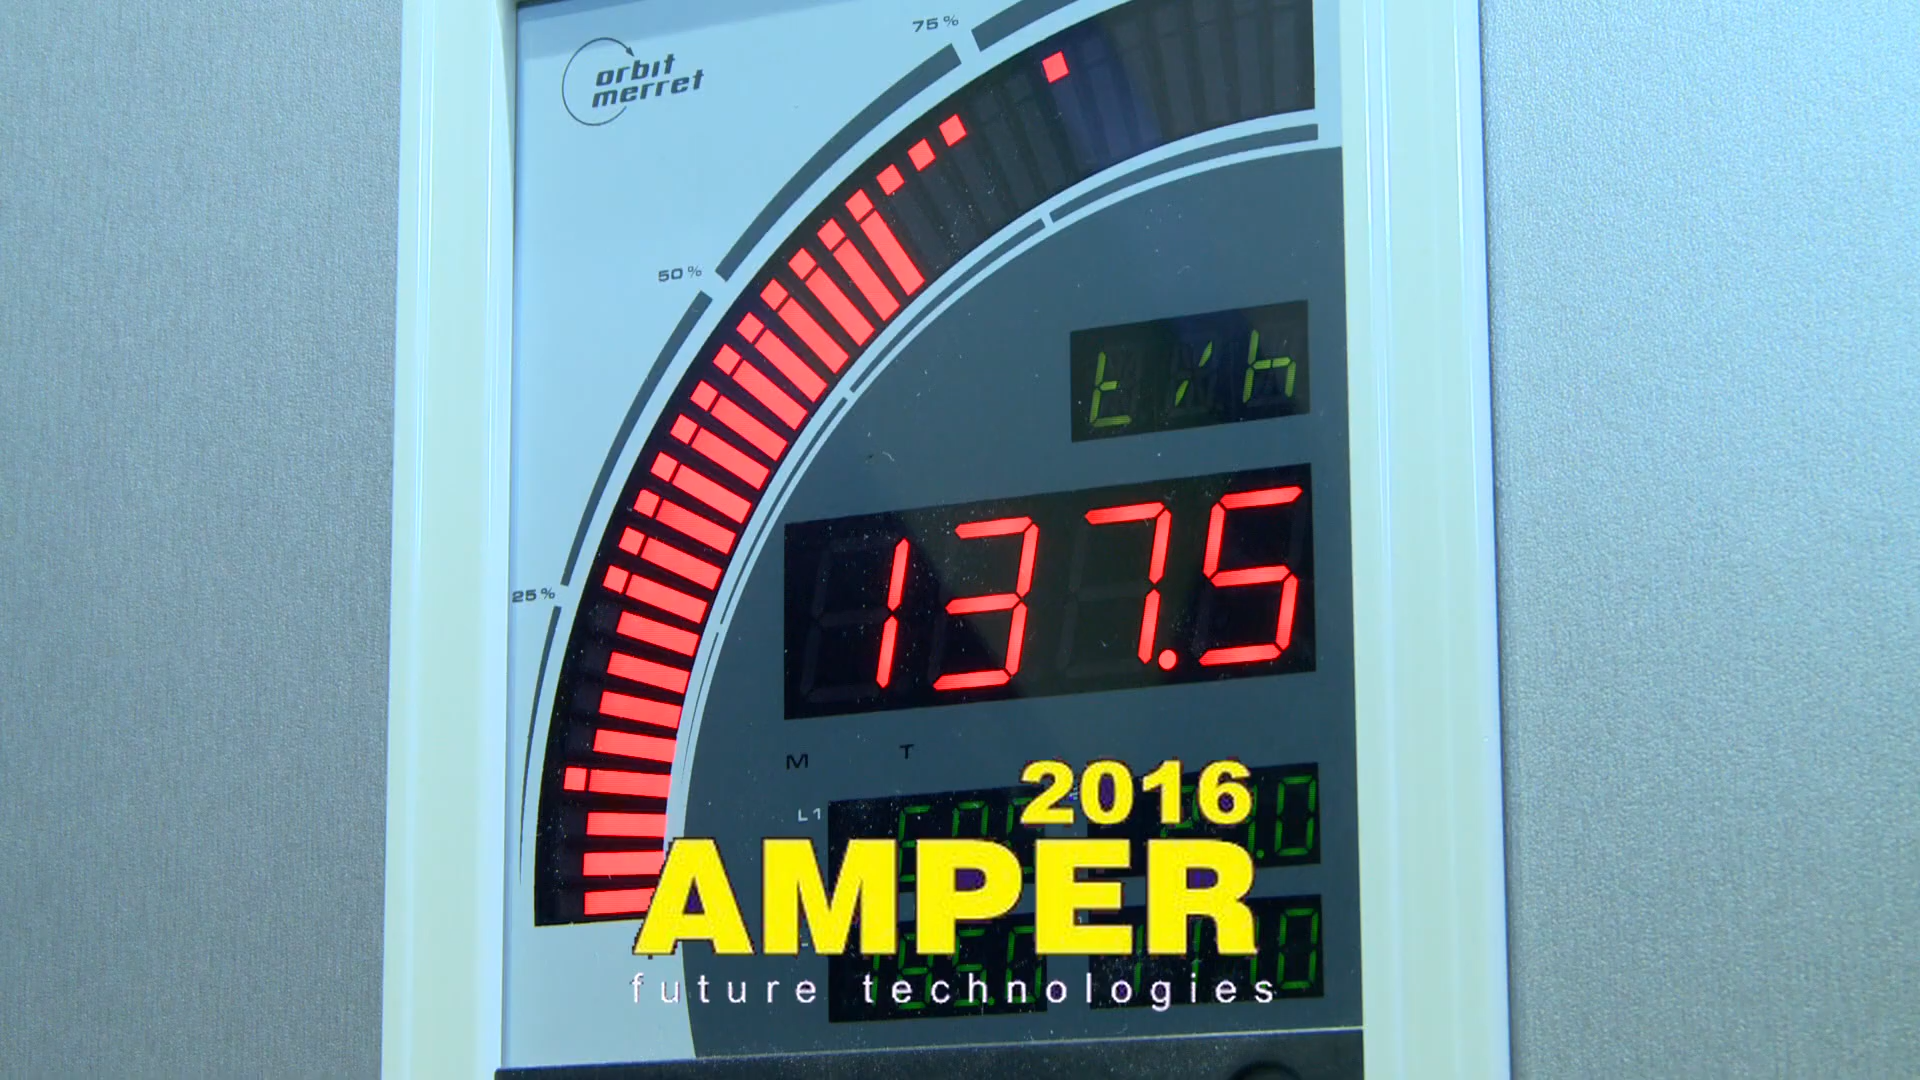 75%
orbit
merret
50%
t/h
25%
137.5
M T
L1
2016
AMPER
future technologies